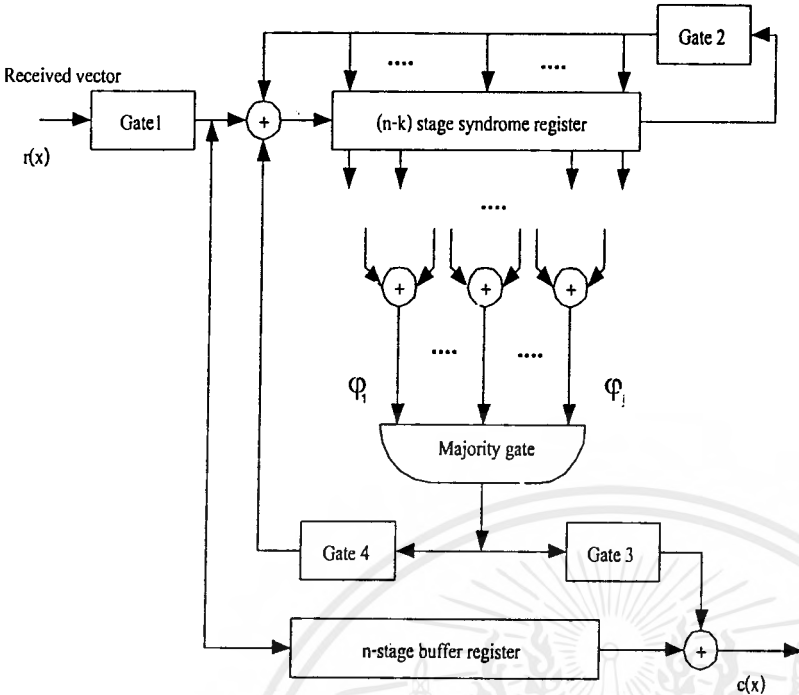 Gate 2
....
....
Received vector
Gate1
+
(n-k) stage syndrome register
r(x)
....
+
+
+
....
....
φ₁
φⱼ
Majority gate
Gate 4
Gate 3
n-stage buffer register
+
c(x)